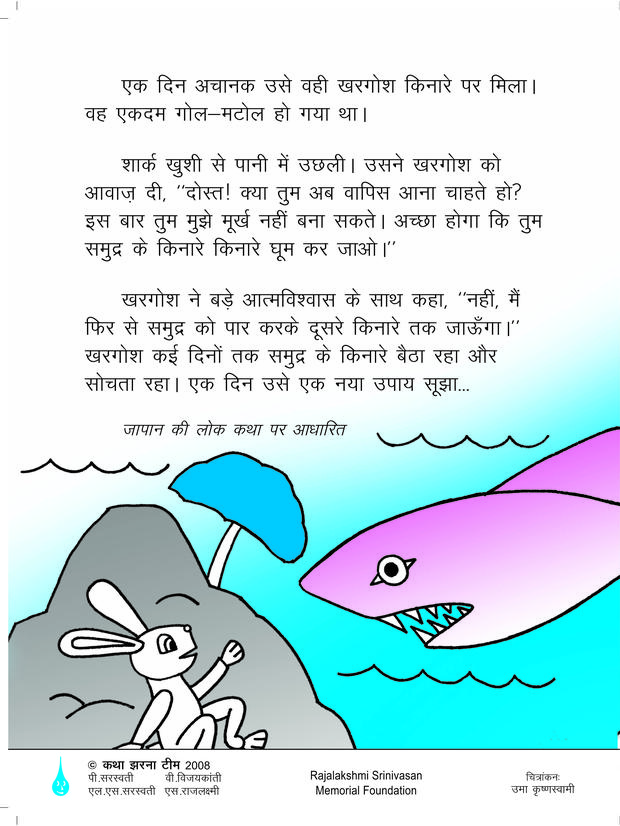 एक दिन अचानक उसे वही खरगोश किनारे पर मिला।
वह एकदम गोल–मटोल हो गया था।
शार्क खुशी से पानी में उछली। उसने खरगोश को
आवाज़ दी, ‘‘दोस्त! क्या तुम अब वापिस आना चाहते हो?
इस बार तुम मुझे मूर्ख नहीं बना सकते। अच्छा होगा कि तुम
समुद्र के किनारे किनारे घूम कर जाओ।’’
खरगोश ने बड़े आत्मविश्वास के साथ कहा, ‘‘नहीं, मैं
फिर से समुद्र को पार करके दूसरे किनारे तक जाऊँगा।’’
खरगोश कई दिनों तक समुद्र के किनारे बैठा रहा और
सोचता रहा। एक दिन उसे एक नया उपाय सूझा...
जापान की लोक कथा पर आधारित
© कथा झरना टीम 2008
पी.सरस्वती वी.विजयकांती
एल.एस.सरस्वती एस.राजलक्ष्मी
Rajalakshmi Srinivasan
Memorial Foundation
चित्रांकनः
उमा कृष्णस्वामी